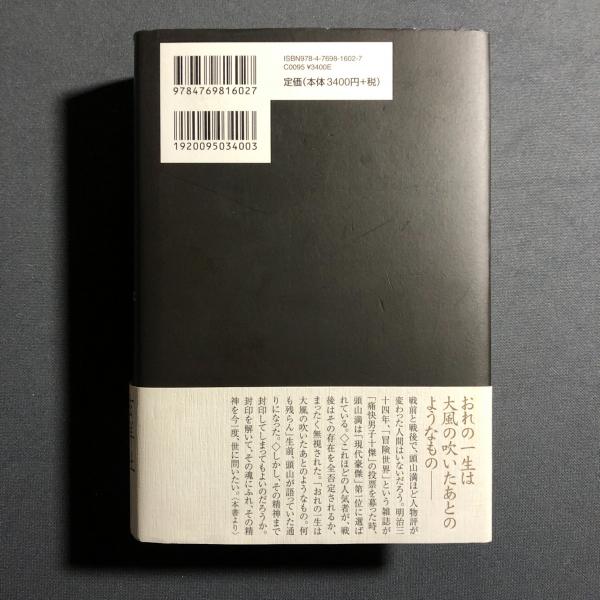 ISBN978-4-7698-1602-7
C0095 ¥3400E
定価(本体3400円+税)
9784769816027
1920095034003
おれの一生は
大風の吹いたあとの
ようなもの――
戦前と戦後で、頭山満ほど人物評が
変わった人間はいないだろう。明治三
十四年、「冒険世界」という雑誌が
「痛快男子十傑」の投票を募った時、
頭山満は「現代豪傑」第一位に選ば
れている。◇これほどの人気者が、戦
後はその存在を全否定されるか、
まったく無視された。「おれの一生は
大風の吹いたあとのようなもの。何
も残らん」生前、頭山が語っていた通
りになった。◇しかし、その精神まで
封印してしまってもよいのだろうか。
封印を解いて、その魂にふれ、その精
神を今一度、世に問いたい。(本書より)